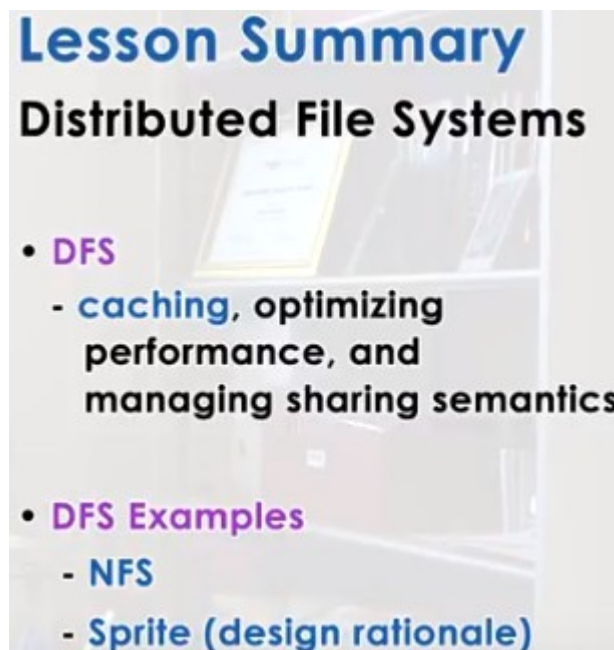 Lesson Summary
Distributed File Systems
• DFS
- caching, optimizing
performance, and
managing sharing semantics
• DFS Examples
- NFS
- Sprite (design rationale)